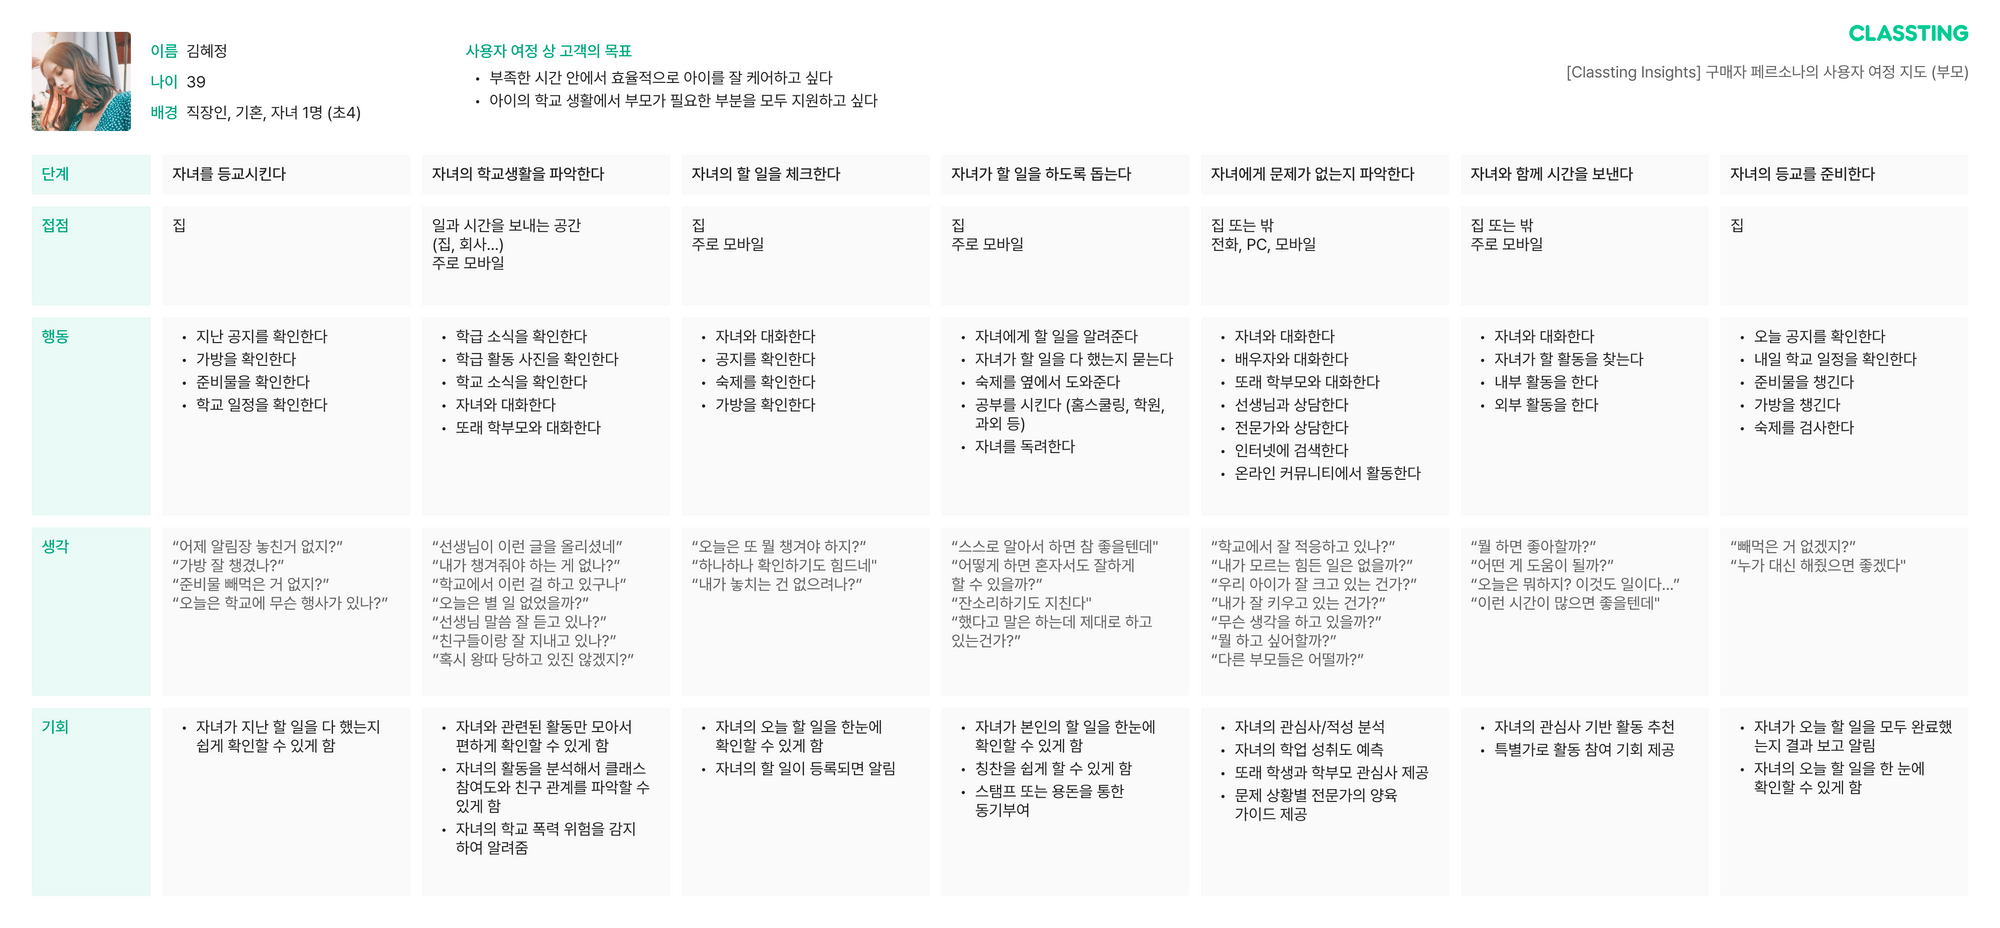 이름 김혜정
나이 39
배경 직장인, 기혼, 자녀 1명 (초4)
사용자 여정 상 고객의 목표
• 부족한 시간 안에서 효율적으로 아이를 잘 케어하고 싶다
• 아이의 학교 생활에서 부모가 필요한 부분을 모두 지원하고 싶다
CLASSTING
[Classting Insights] 구매자 페르소나의 사용자 여정 지도 (부모)
단계
자녀를 등교시킨다
자녀의 학교생활을 파악한다
자녀의 할 일을 체크한다
자녀가 할 일을 하도록 돕는다
자녀에게 문제가 없는지 파악한다
자녀와 함께 시간을 보낸다
자녀의 등교를 준비한다
접점
집
일과 시간을 보내는 공간
(집, 회사...)
주로 모바일
집
주로 모바일
집
주로 모바일
집 또는 밖
전화, PC, 모바일
집 또는 밖
주로 모바일
집
행동
• 지난 공지를 확인한다
• 가방을 확인한다
• 준비물을 확인한다
• 학교 일정을 확인한다
• 학급 소식을 확인한다
• 학급 활동 사진을 확인한다
• 학교 소식을 확인한다
• 자녀와 대화한다
• 또래 학부모와 대화한다
• 자녀와 대화한다
• 공지를 확인한다
• 숙제를 확인한다
• 가방을 확인한다
• 자녀에게 할 일을 알려준다
• 자녀가 할 일을 다 했는지 묻는다
• 숙제를 옆에서 도와준다
• 공부를 시킨다 (홈스쿨링, 학원,
과외 등)
• 자녀를 독려한다
• 자녀와 대화한다
• 배우자와 대화한다
• 또래 학부모와 대화한다
• 선생님과 상담한다
• 전문가와 상담한다
• 인터넷에 검색한다
• 온라인 커뮤니티에서 활동한다
• 자녀와 대화한다
• 자녀가 할 활동을 찾는다
• 내부 활동을 한다
• 외부 활동을 한다
• 오늘 공지를 확인한다
• 내일 학교 일정을 확인한다
• 준비물을 챙긴다
• 가방을 챙긴다
• 숙제를 검사한다
생각
“어제 알림장 놓친거 없지?”
“가방 잘 챙겼나?”
“준비물 빼먹은 거 없지?”
“오늘은 학교에 무슨 행사가 있나?”
“선생님이 이런 글을 올리셨네”
“내가 챙겨줘야 하는 게 없나?”
“학교에서 이런 걸 하고 있구나”
“오늘은 별 일 없었을까?”
“선생님 말씀 잘 듣고 있나?”
“친구들이랑 잘 지내고 있나?”
“혹시 왕따 당하고 있진 않겠지?”
“오늘은 또 뭘 챙겨야 하지?”
“하나하나 확인하기도 힘드네"
“내가 놓치는 건 없으려나?”
“스스로 알아서 하면 참 좋을텐데"
“어떻게 하면 혼자서도 잘하게
할 수 있을까?”
“잔소리하기도 지친다"
“했다고 말은 하는데 제대로 하고
있는건가?”
“학교에서 잘 적응하고 있나?”
“내가 모르는 힘든 일은 없을까?”
“우리 아이가 잘 크고 있는 건가?”
“내가 잘 키우고 있는 건가?”
“무슨 생각을 하고 있을까?”
“뭘 하고 싶어할까?”
“다른 부모들은 어떨까?”
“뭘 하면 좋아할까?”
“어떤 게 도움이 될까?”
“오늘은 뭐하지? 이것도 일이다...”
“이런 시간이 많으면 좋을텐데"
“빼먹은 거 없겠지?”
“누가 대신 해줬으면 좋겠다"
기회
• 자녀가 지난 할 일을 다 했는지
쉽게 확인할 수 있게 함
• 자녀와 관련된 활동만 모아서
편하게 확인할 수 있게 함
• 자녀의 활동을 분석해서 클래스
참여도와 친구 관계를 파악할 수
있게 함
• 자녀의 학교 폭력 위험을 감지
하여 알려줌
• 자녀의 오늘 할 일을 한눈에
확인할 수 있게 함
• 자녀의 할 일이 등록되면 알림
• 자녀가 본인의 할 일을 한눈에
확인할 수 있게 함
• 칭찬을 쉽게 할 수 있게 함
• 스탬프 또는 용돈을 통한
동기부여
• 자녀의 관심사/적성 분석
• 자녀의 학업 성취도 예측
• 또래 학생과 학부모 관심사 제공
• 문제 상황별 전문가의 양육
가이드 제공
• 자녀의 관심사 기반 활동 추천
• 특별가로 활동 참여 기회 제공
• 자녀가 오늘 할 일을 모두 완료했
는지 결과 보고 알림
• 자녀의 오늘 할 일을 한 눈에
확인할 수 있게 함